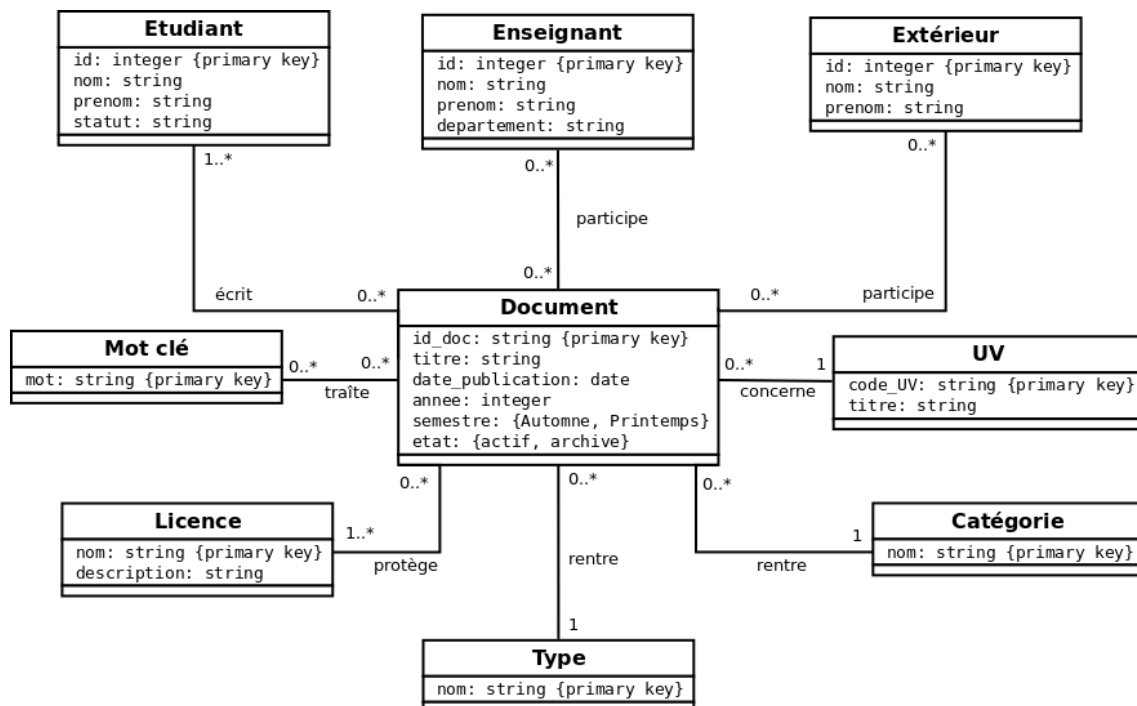 Etudiant
id: integer {primary key}
nom: string
prenom: string
statut: string
Enseignant
id: integer {primary key}
nom: string
prenom: string
departement: string
Extérieur
id: integer {primary key}
nom: string
prenom: string
1..*
0..*
0..*
participe
écrit
0..*
0..*
0..*
participe
Document
id_doc: string {primary key}
titre: string
date_publication: date
annee: integer
semestre: {Automne, Printemps}
etat: {actif, archive}
Mot clé
mot: string {primary key}
0..*
0..*
traîte
0..*
1
concerne
UV
code_UV: string {primary key}
titre: string
0..*
0..*
0..*
Licence
nom: string {primary key}
description: string
1..*
protège
rentre
1
rentre
Catégorie
nom: string {primary key}
1
Type
nom: string {primary key}